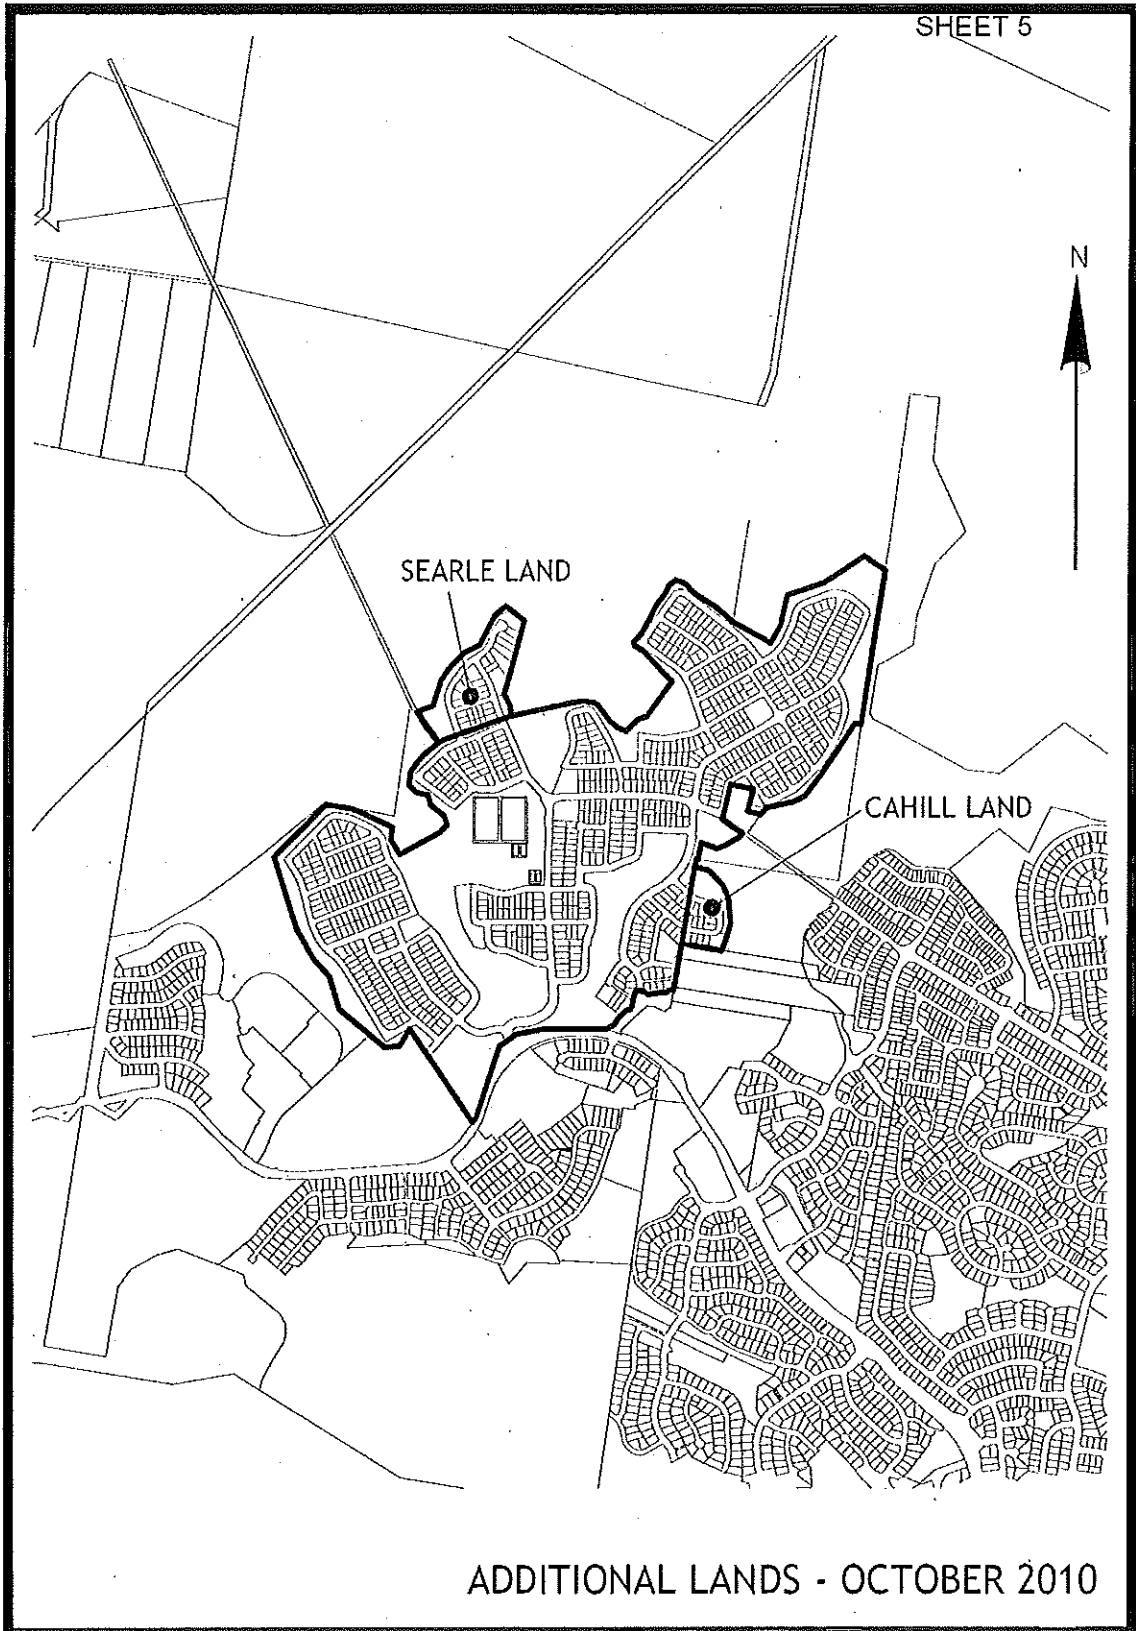 SHEET 5
N
SEARLE LAND
CAHILL LAND
ADDITIONAL LANDS - OCTOBER 2010